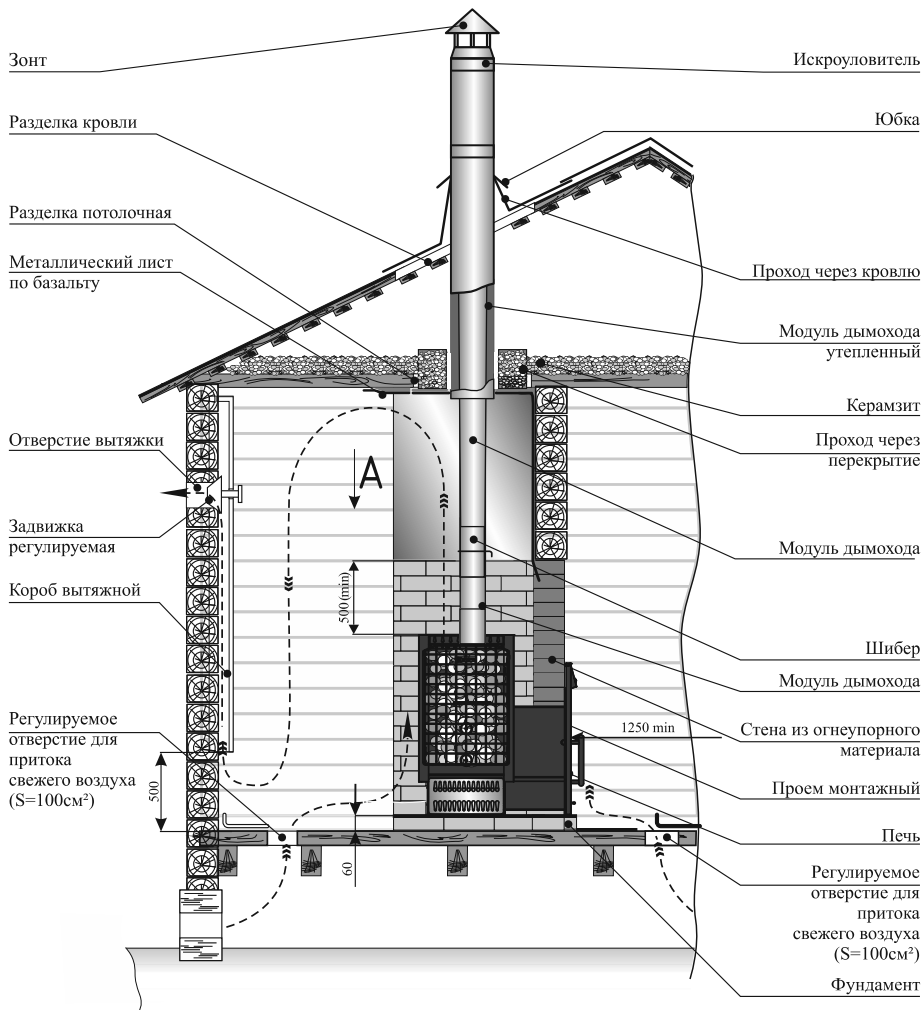 Зонт
Разделка кровли
Разделка потолочная
Металлический лист
по базальту
Отверстие вытяжки
Задвижка
регулируемая
Короб вытяжной
Регулируемое
отверстие для
притока
свежего воздуха
(S=100см²)
Искроуловитель
Юбка
Проход через кровлю
Модуль дымохода
утепленный
Керамзит
Проход через
перекрытие
Модуль дымохода
Шибер
Модуль дымохода
Стена из огнеупорного
материала
Проем монтажный
Печь
Регулируемое
отверстие для
притока
свежего воздуха
(S=100см²)
Фундамент
А
500 (min)
1250 min
500
60